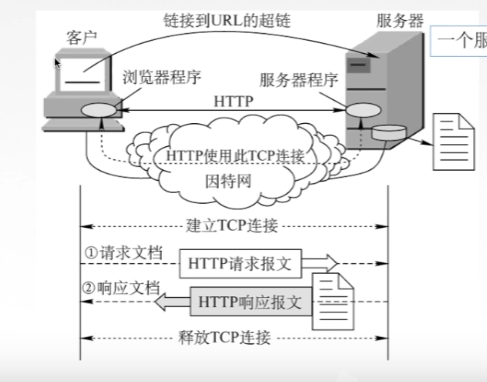 链接到URL的超链
服务器
客户
一个服
浏览器程序
服务器程序
HTTP
HTTP使用此TCP连接
因特网
建立TCP连接
①请求文档
HTTP请求报文
②响应文档
HTTP响应报文
释放TCP连接